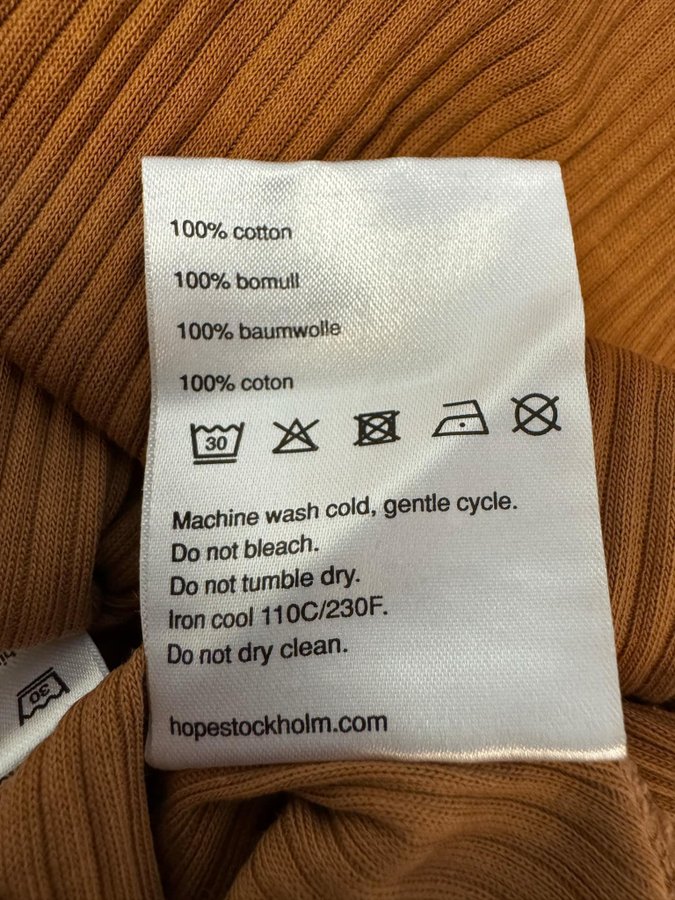 100% cotton
100% bomull
100% baumwolle
100% coton
30
Machine wash cold, gentle cycle.
Do not bleach.
Do not tumble dry.
Iron cool 110C/230F.
Do not dry clean.
hopestockholm.com
30